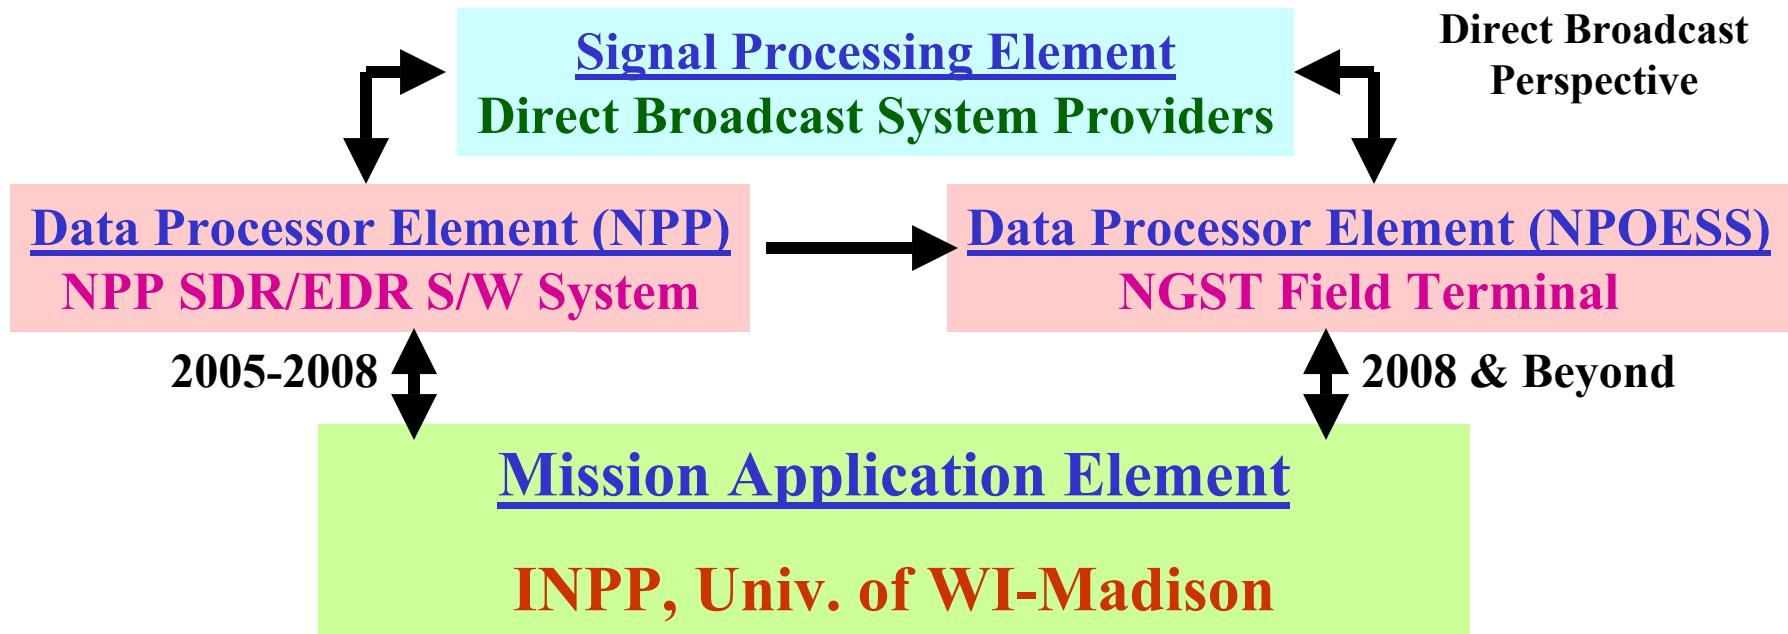 Signal Processing Element
Direct Broadcast System Providers
Direct Broadcast
Perspective
Data Processor Element (NPP)
NPP SDR/EDR S/W System
Data Processor Element (NPOESS)
NGST Field Terminal
2005-2008
2008 & Beyond
Mission Application Element
INPP, Univ. of WI-Madison